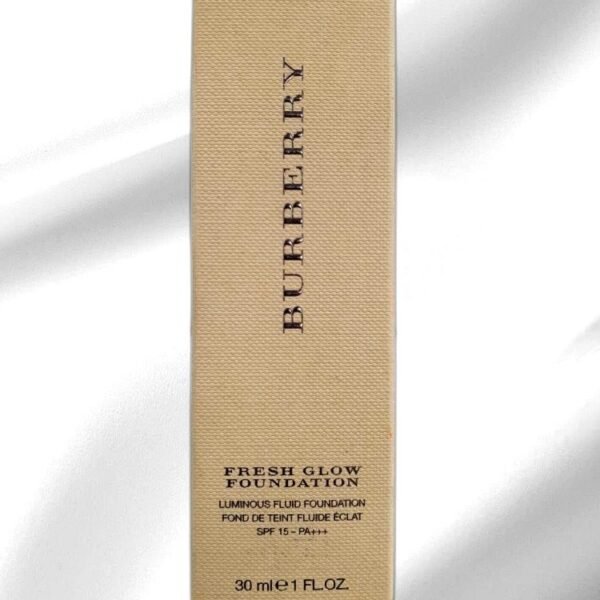 BURBERRY
FRESH GLOW
FOUNDATION
LUMINOUS FLUID FOUNDATION
FOND DE TEINT FLUIDE ÉCLAT
SPF 15 - PA+++
30 ml e 1 FL.OZ.